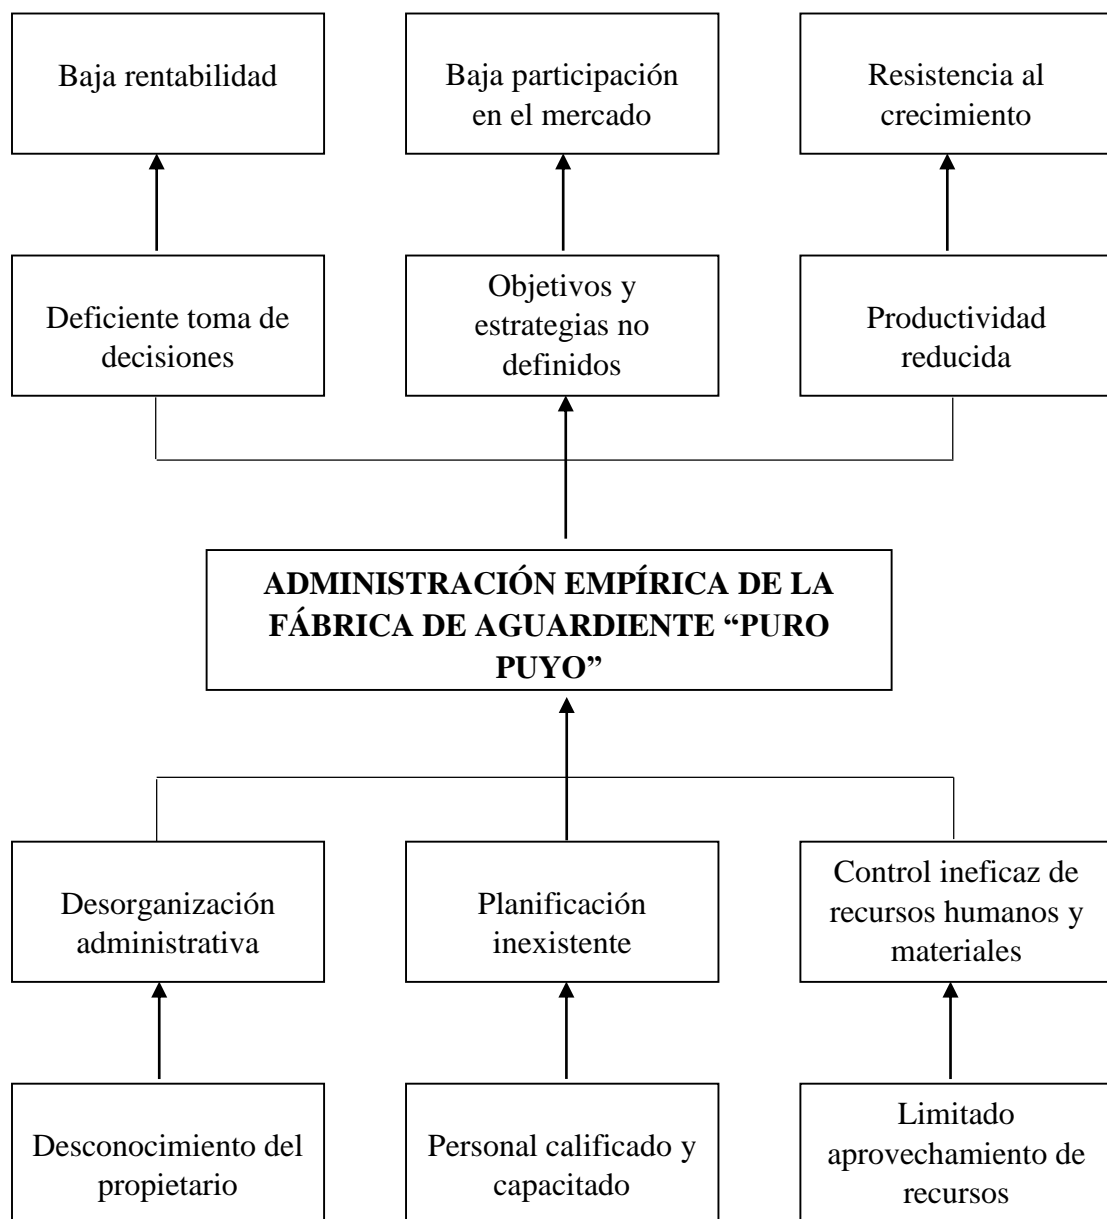 Baja rentabilidad
Baja participación
en el mercado
Resistencia al
crecimiento
Deficiente toma de
decisiones
Objetivos y
estrategias no
definidos
Productividad
reducida
ADMINISTRACIÓN EMPÍRICA DE LA
FÁBRICA DE AGUARDIENTE “PURO
PUYO”
Desorganización
administrativa
Planificación
inexistente
Control ineficaz de
recursos humanos y
materiales
Desconocimiento del
propietario
Personal calificado y
capacitado
Limitado
aprovechamiento de
recursos